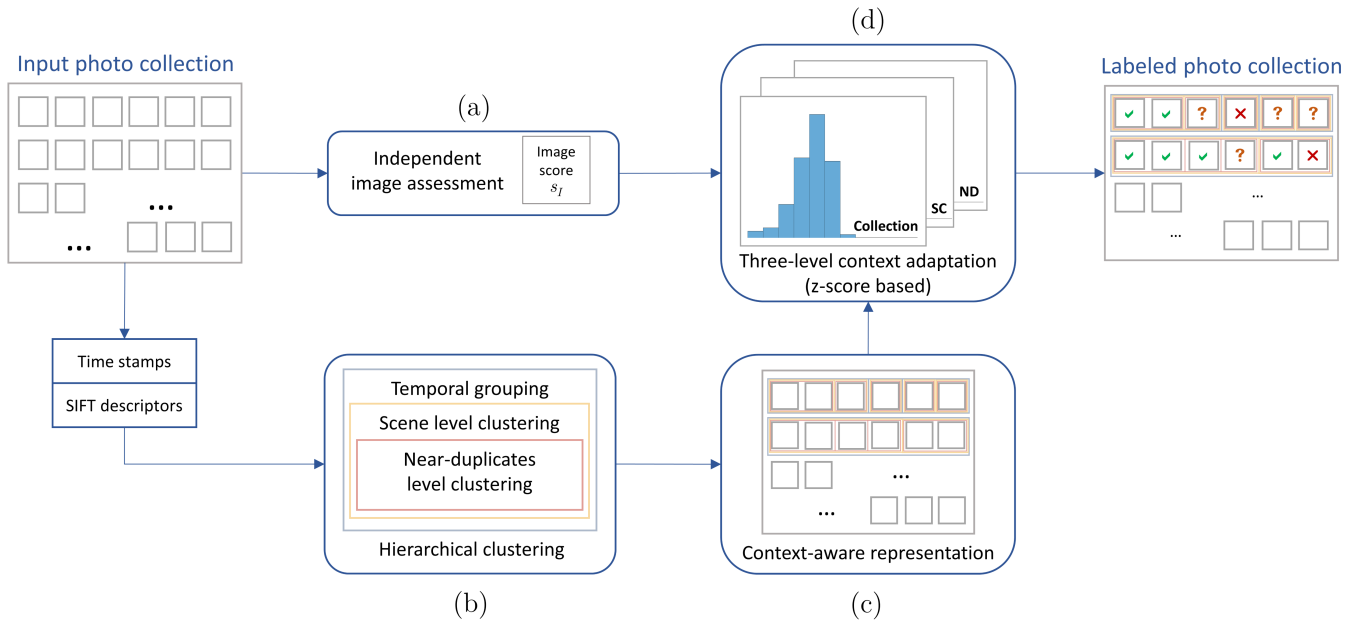 (d)
Input photo collection
Labeled photo collection
(a)
Independent
image assessment
Image
score
s_I
ND
SC
Collection
Three-level context adaptation
(z-score based)
? ? ?
?
...
...
...
...
Time stamps
SIFT descriptors
Temporal grouping
Scene level clustering
Near-duplicates
level clustering
Hierarchical clustering
...
...
Context-aware representation
(b)
(c)